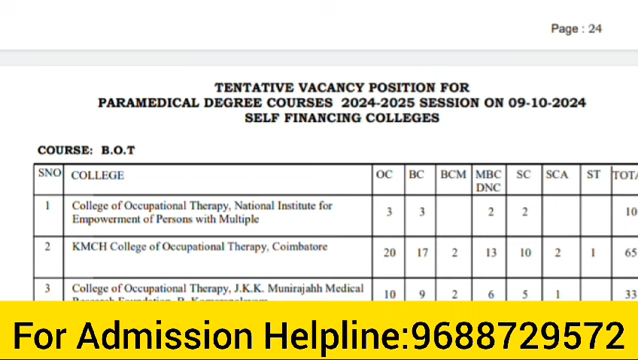 Page : 24
TENTATIVE VACANCY POSITION FOR
PARAMEDICAL DEGREE COURSES 2024-2025 SESSION ON 09-10-2024
SELF FINANCING COLLEGES
COURSE: B.O.T
SNO COLLEGE OC BC BCM MBC DNC SC SCA ST TOTA
1 College of Occupational Therapy, National Institute for Empowerment of Persons with Multiple 3 3 2 2 10
2 KMCH College of Occupational Therapy, Coimbatore 20 17 2 13 10 2 1 65
3 College of Occupational Therapy, J.K.K. Munirajahh Medical 10 9 2 6 5 1 33
For Admission Helpline:9688729572